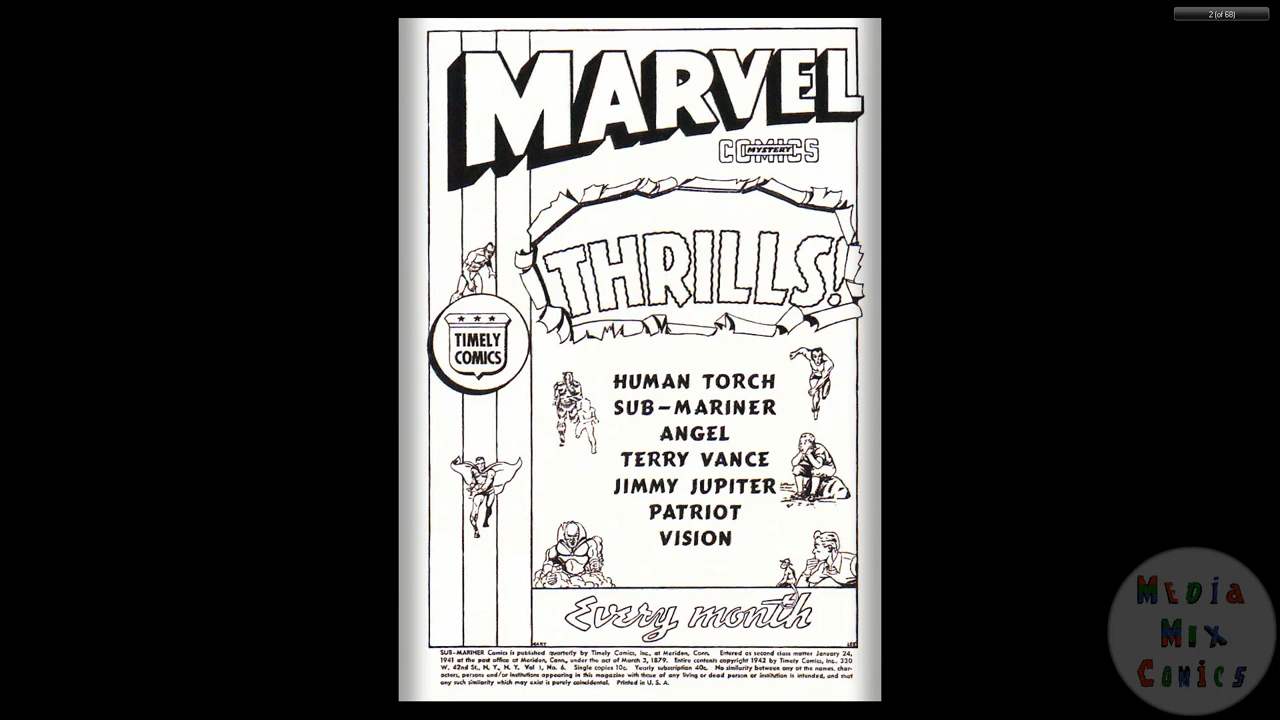 2 (of 68)
MARVEL
COMICS
MYSTERY
THRILLS!
TIMELY
COMICS
HUMAN TORCH
SUB-MARINER
ANGEL
TERRY VANCE
JIMMY JUPITER
PATRIOT
VISION
Every month
SUB-MARINER Comics is published quarterly by Timely Comics, Inc., at Meriden, Conn. Entered as second class matter January 24,
1941 at the post office at Meriden, Conn., under the act of March 3, 1879. Entire contents copyright 1942 by Timely Comics, Inc., 330
W. 42nd St., N. Y., N. Y. Vol 1, No. 6. Single copies 10c. Yearly subscription 40c. No similarity between any of the names, char-
acters, persons and/or institutions appearing in this magazine with those of any living or dead person or institution is intended, and that
any such similarity which may exist is purely coincidental. Printed in U. S. A.
MEDiA
MiX
COMiCS